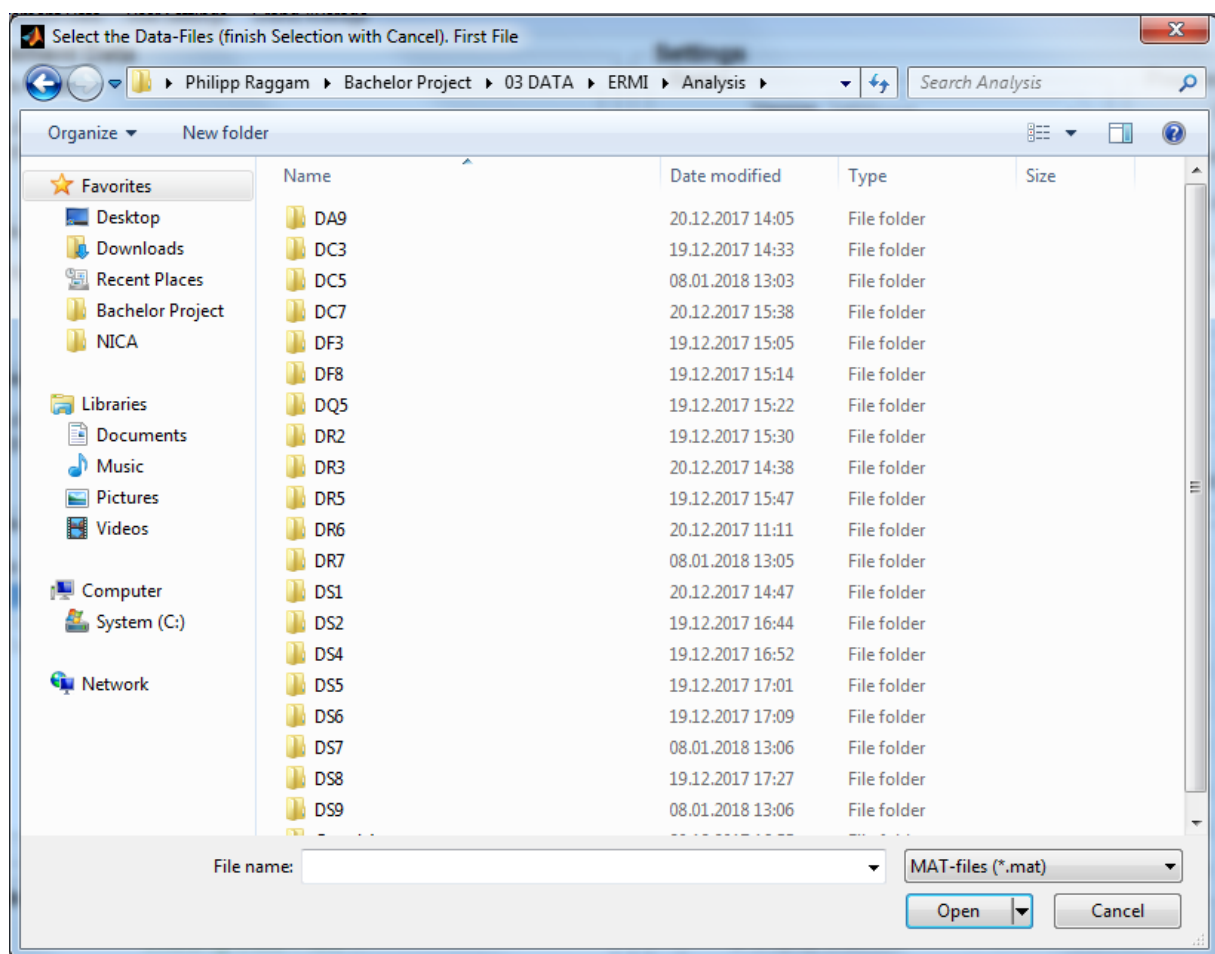 Select the Data-Files (finish Selection with Cancel). First File
Philipp Raggam Bachelor Project 03 DATA ERMI Analysis
Search Analysis
Organize New folder
Name Date modified Type Size
Favorites
Desktop
Downloads
Recent Places
Bachelor Project
NICA
Libraries
Documents
Music
Pictures
Videos
Computer
System (C:)
Network
DA9 20.12.2017 14:05 File folder
DC3 19.12.2017 14:33 File folder
DC5 08.01.2018 13:03 File folder
DC7 20.12.2017 15:38 File folder
DF3 19.12.2017 15:05 File folder
DF8 19.12.2017 15:14 File folder
DQ5 19.12.2017 15:22 File folder
DR2 19.12.2017 15:30 File folder
DR3 20.12.2017 14:38 File folder
DR5 19.12.2017 15:47 File folder
DR6 20.12.2017 11:11 File folder
DR7 08.01.2018 13:05 File folder
DS1 20.12.2017 14:47 File folder
DS2 19.12.2017 16:44 File folder
DS4 19.12.2017 16:52 File folder
DS5 19.12.2017 17:01 File folder
DS6 19.12.2017 17:09 File folder
DS7 08.01.2018 13:06 File folder
DS8 19.12.2017 17:27 File folder
DS9 08.01.2018 13:06 File folder
File name: MAT-files (*.mat)
Open Cancel